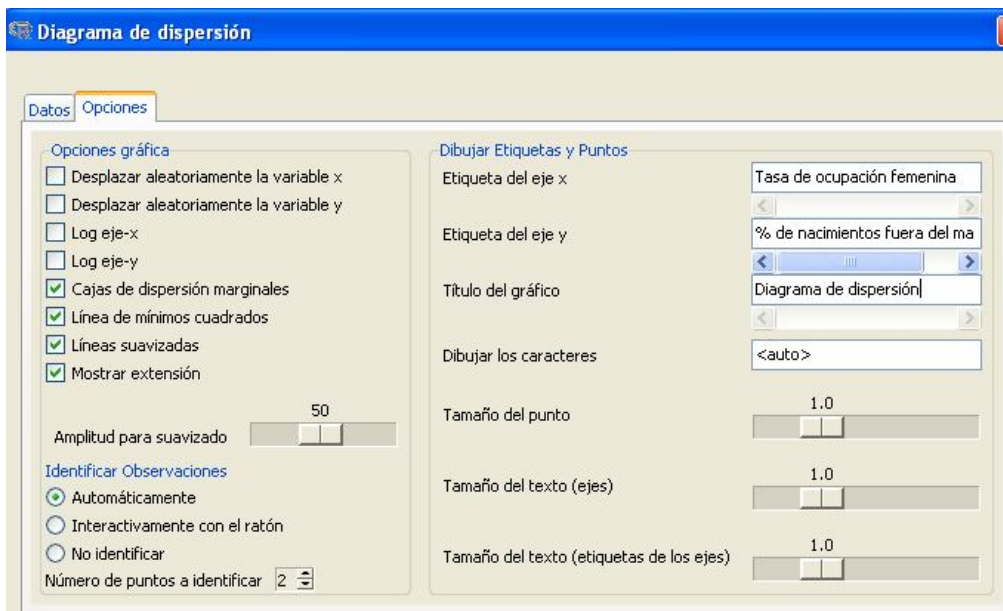 Diagrama de dispersión
Datos
Opciones
Opciones gráfica
Desplazar aleatoriamente la variable x
Desplazar aleatoriamente la variable y
Log eje-x
Log eje-y
Cajas de dispersión marginales
Línea de mínimos cuadrados
Líneas suavizadas
Mostrar extensión
50
Amplitud para suavizado
Identificar Observaciones
Automáticamente
Interactivamente con el ratón
No identificar
Número de puntos a identificar 2
Dibujar Etiquetas y Puntos
Etiqueta del eje x Tasa de ocupación femenina
Etiqueta del eje y % de nacimientos fuera del ma
Título del gráfico Diagrama de dispersión
Dibujar los caracteres <auto>
1.0
Tamaño del punto
1.0
Tamaño del texto (ejes)
1.0
Tamaño del texto (etiquetas de los ejes)